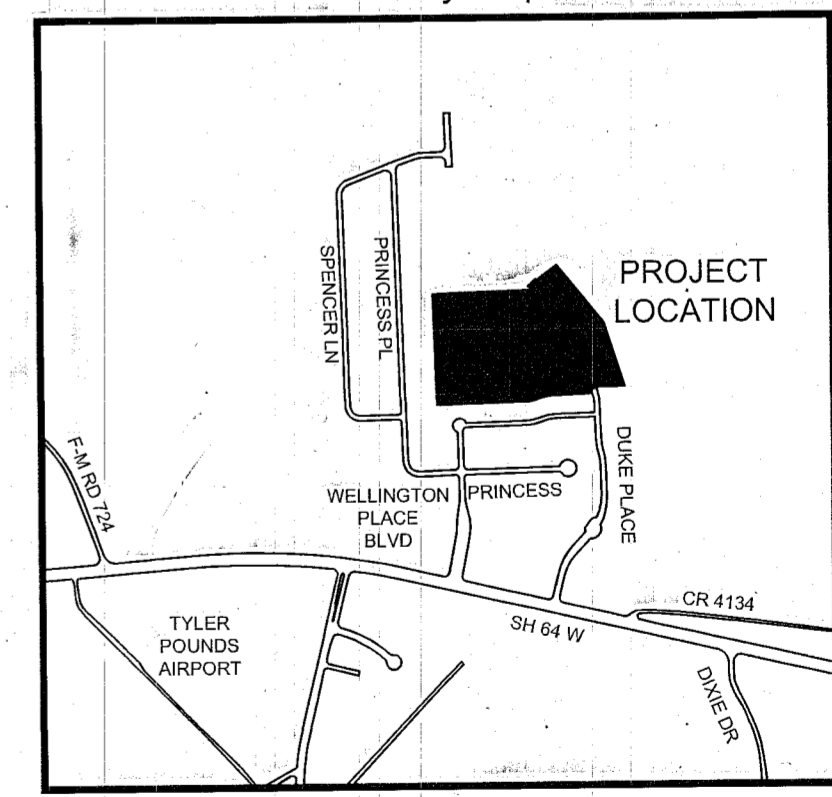 PROJECT
LOCATION
SPENCER LN
PRINCESS PL
F-M RD 724
WELLINGTON
PLACE
BLVD
PRINCESS
DUKE PLACE
CR 4134
SH 64 W
TYLER
POUNDS
AIRPORT
DIXIE DR